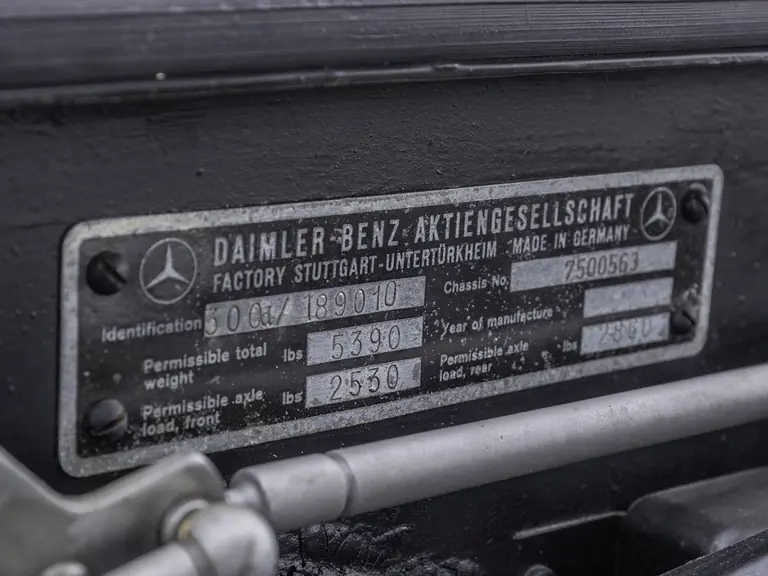 DAIMLER-BENZ AKTIENGESELLSCHAFT
FACTORY STUTTGART-UNTERTÜRKHEIM MADE IN GERMANY
Identification 300d/ 189010 Chassis No. 7500563
Permissible total weight lbs 5390 Year of manufacture
Permissible axle load, front lbs 2530 Permissible axle load, rear lbs 2860